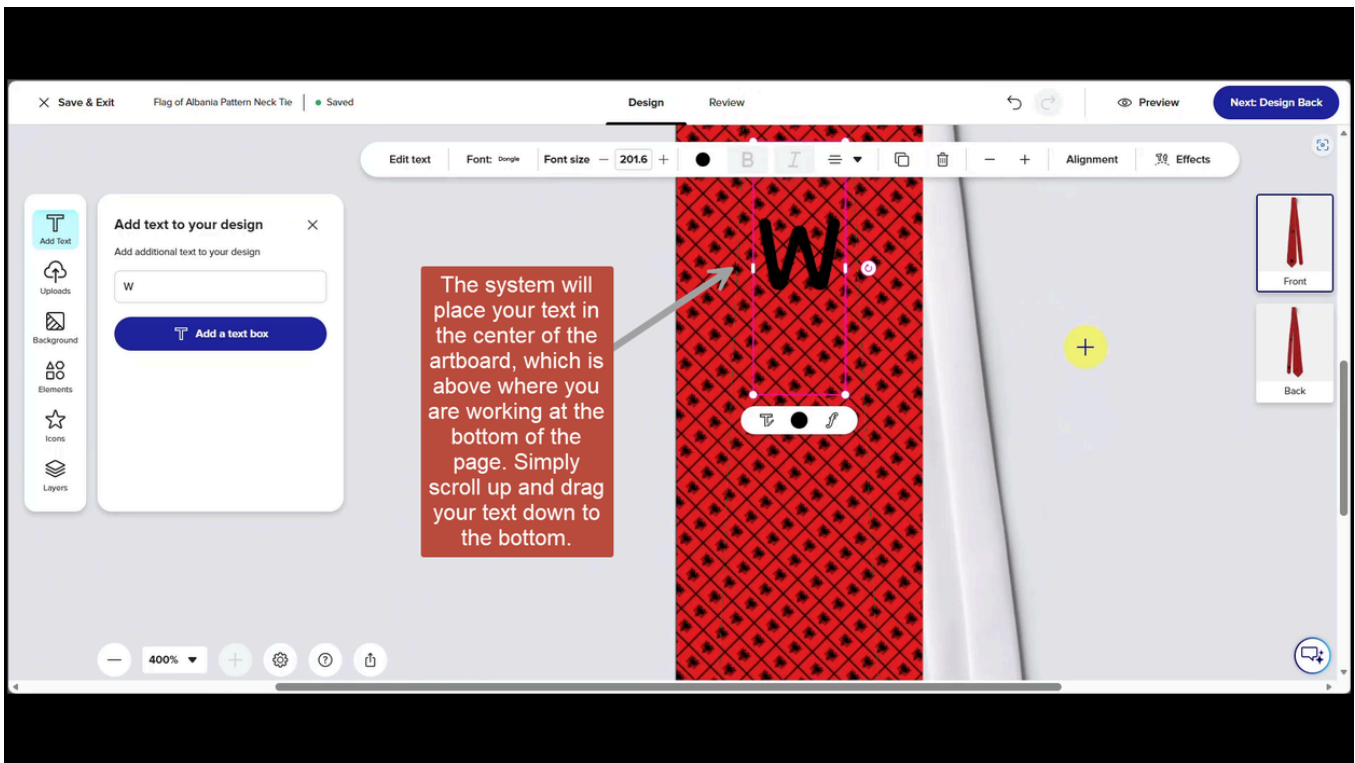 Save & Exit
Flag of Albania Pattern Neck Tie
Saved
Design
Review
Preview
Next: Design Back
Edit text
Font: Dongle
Font size
201.6
B
I
Alignment
Effects
Add Text
Uploads
Background
Elements
Icons
Layers
Add text to your design
Add additional text to your design
W
Add a text box
The system will
place your text in
the center of the
artboard, which is
above where you
are working at the
bottom of the
page. Simply
scroll up and drag
your text down to
the bottom.
W
Front
Back
400%